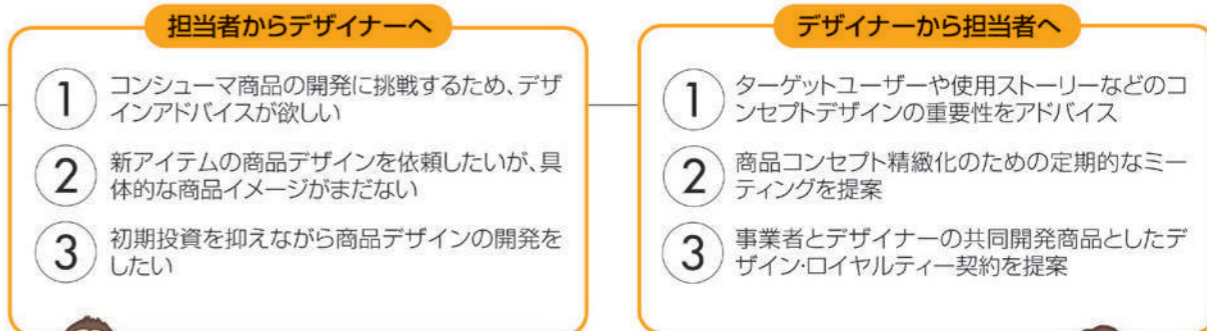 担当者からデザイナーへ
1 コンシューマ商品の開発に挑戦するため、デザ
インアドバイスが欲しい
2 新アイテムの商品デザインを依頼したいが、具
体的な商品イメージがまだない
3 初期投資を抑えながら商品デザインの開発を
したい
デザイナーから担当者へ
1 ターゲットユーザーや使用ストーリーなどのコ
ンセプトデザインの重要性をアドバイス
2 商品コンセプト精緻化のための定期的なミー
ティングを提案
3 事業者とデザイナーの共同開発商品としたデ
ザイン・ロイヤルティー契約を提案